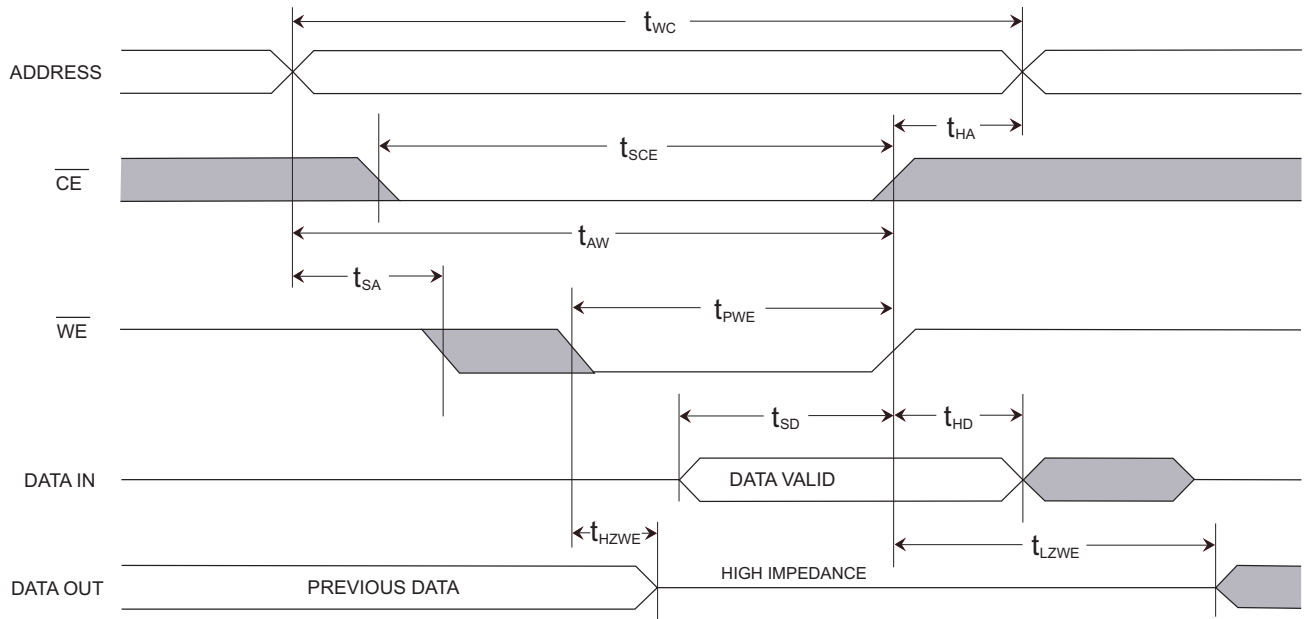 tWC
ADDRESS
tHA
tSCE
CE
tAW
tSA
tPWE
WE
tSD
tHD
DATA IN
DATA VALID
tHZWE
tLZWE
HIGH IMPEDANCE
DATA OUT
PREVIOUS DATA